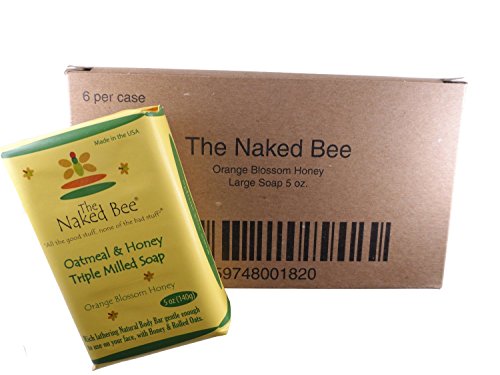 6 per case
The Naked Bee
Orange Blossom Honey
Large Soap 5 oz.
59748001820
Made in the USA
The
Naked Bee®
"All the good stuff, none of the bad stuff"®
Oatmeal & Honey
Triple Milled Soap
Orange Blossom Honey
5 oz (140g)
Rich lathering Natural Body Bar gentle enough
to use on your face, with Honey & Rolled Oats.